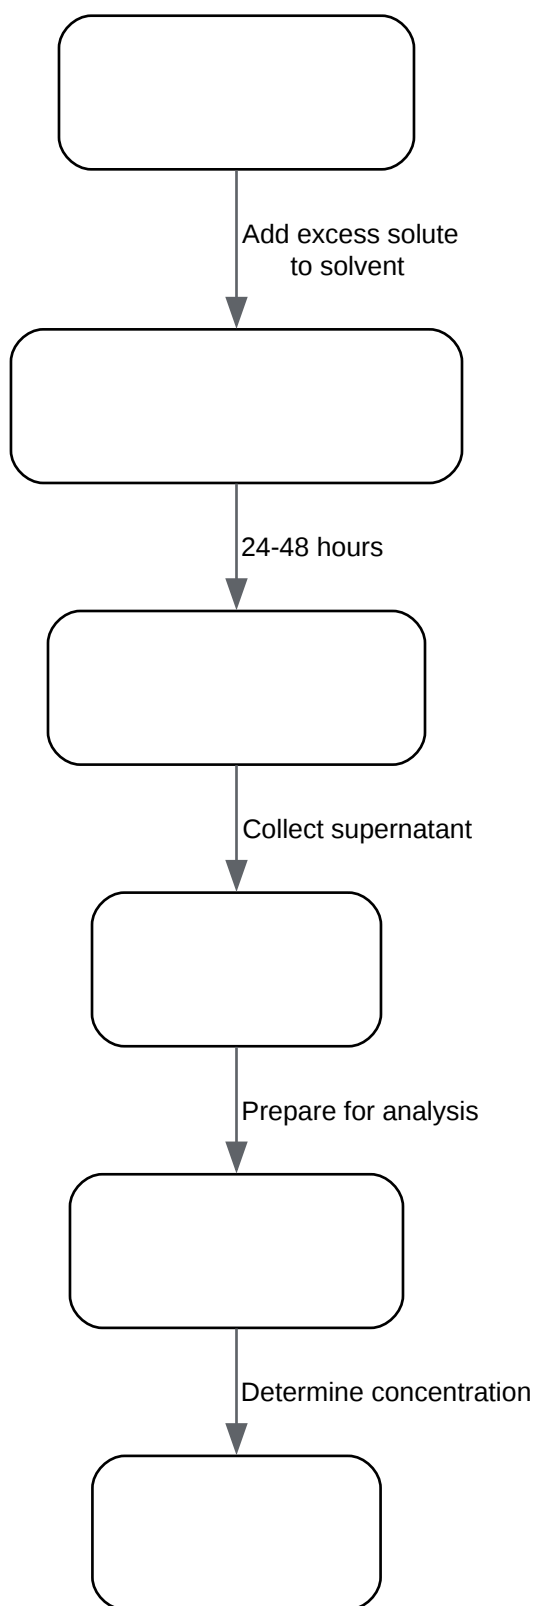 Add excess solute
to solvent
24-48 hours
Collect supernatant
Prepare for analysis
Determine concentration